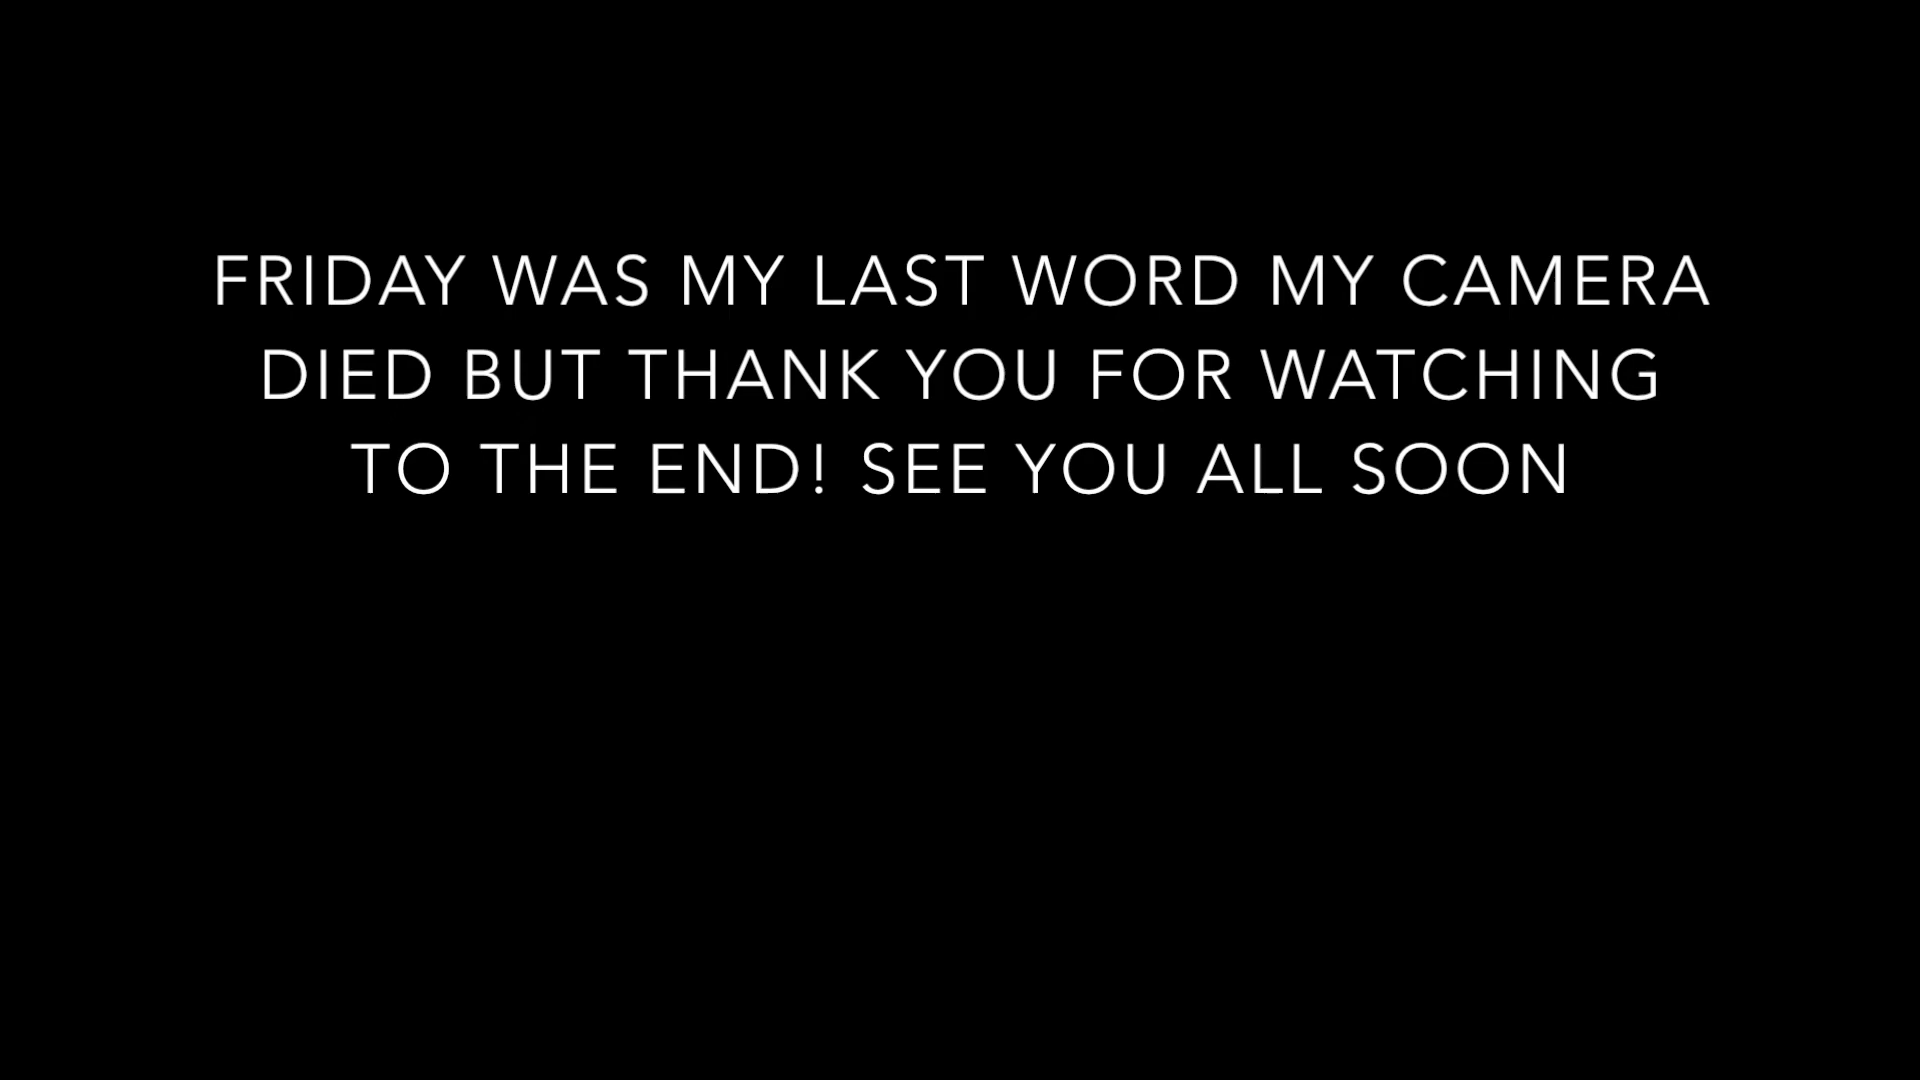 FRIDAY WAS MY LAST WORD MY CAMERA
DIED BUT THANK YOU FOR WATCHING
TO THE END! SEE YOU ALL SOON